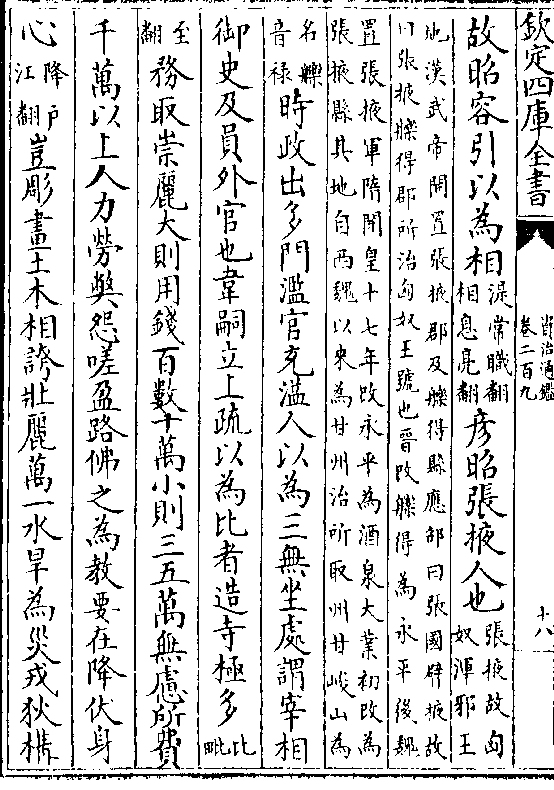 欽定四庫全書
資治通鑑
卷二百九
十八
故昭容引以為相湜常職翻
相息亮翻彦昭張掖人也張掖故匈
奴渾邪王
地漢武帝開置張掖郡及觻得縣應劭曰張國臂掖故
曰張掖觻得郡所治匈奴王號也晉改觻得為永平後魏
置張掖軍隋開皇十七年改永平為酒泉大業初改為
張掖縣其地自西魏以來為甘州治所取州甘峻山為
名觻
音祿時政出多門濫官充溢人以為三無坐處謂宰相
御史及員外官也韋嗣立上疏以為比者造寺極多比
毗
至
翻務取崇麗大則用錢百數十萬小則三五萬無慮所費
千萬以上人力勞弊怨嗟盈路佛之為教要在降伏身
心降户
江翻豈彫畫土木相誇壯麗萬一水旱為災戎狄構